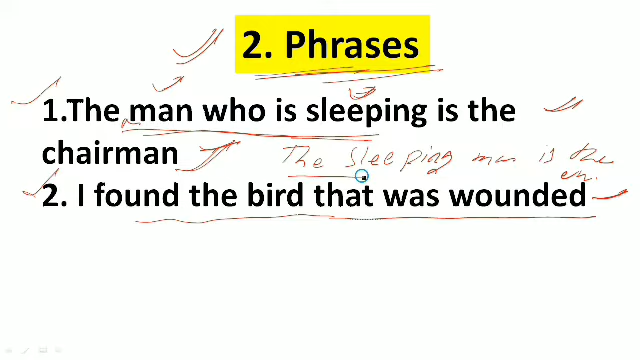 2. Phrases
1.The man who is sleeping is the
chairman
The sleeping man is the
ch.
2. I found the bird that was wounded